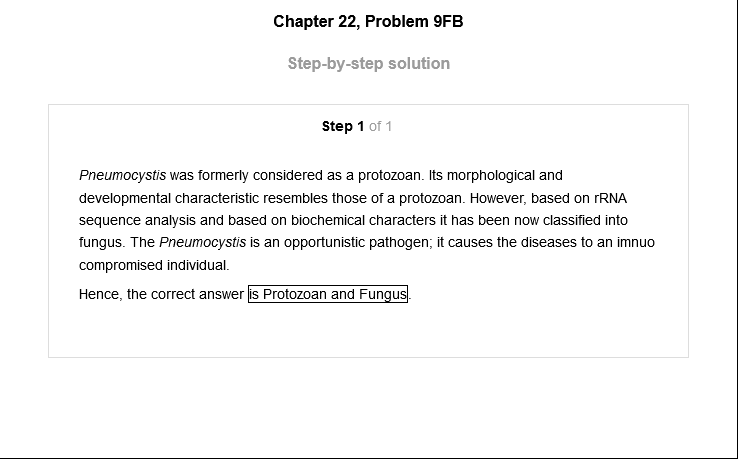 Chapter 22, Problem 9FB
Step-by-step solution
Step 1 of 1
Pneumocystis was formerly considered as a protozoan. Its morphological and
developmental characteristic resembles those of a protozoan. However, based on rRNA
sequence analysis and based on biochemical characters it has been now classified into
fungus. The Pneumocystis is an opportunistic pathogen; it causes the diseases to an imnuo
compromised individual.
Hence, the correct answer is Protozoan and Fungus.